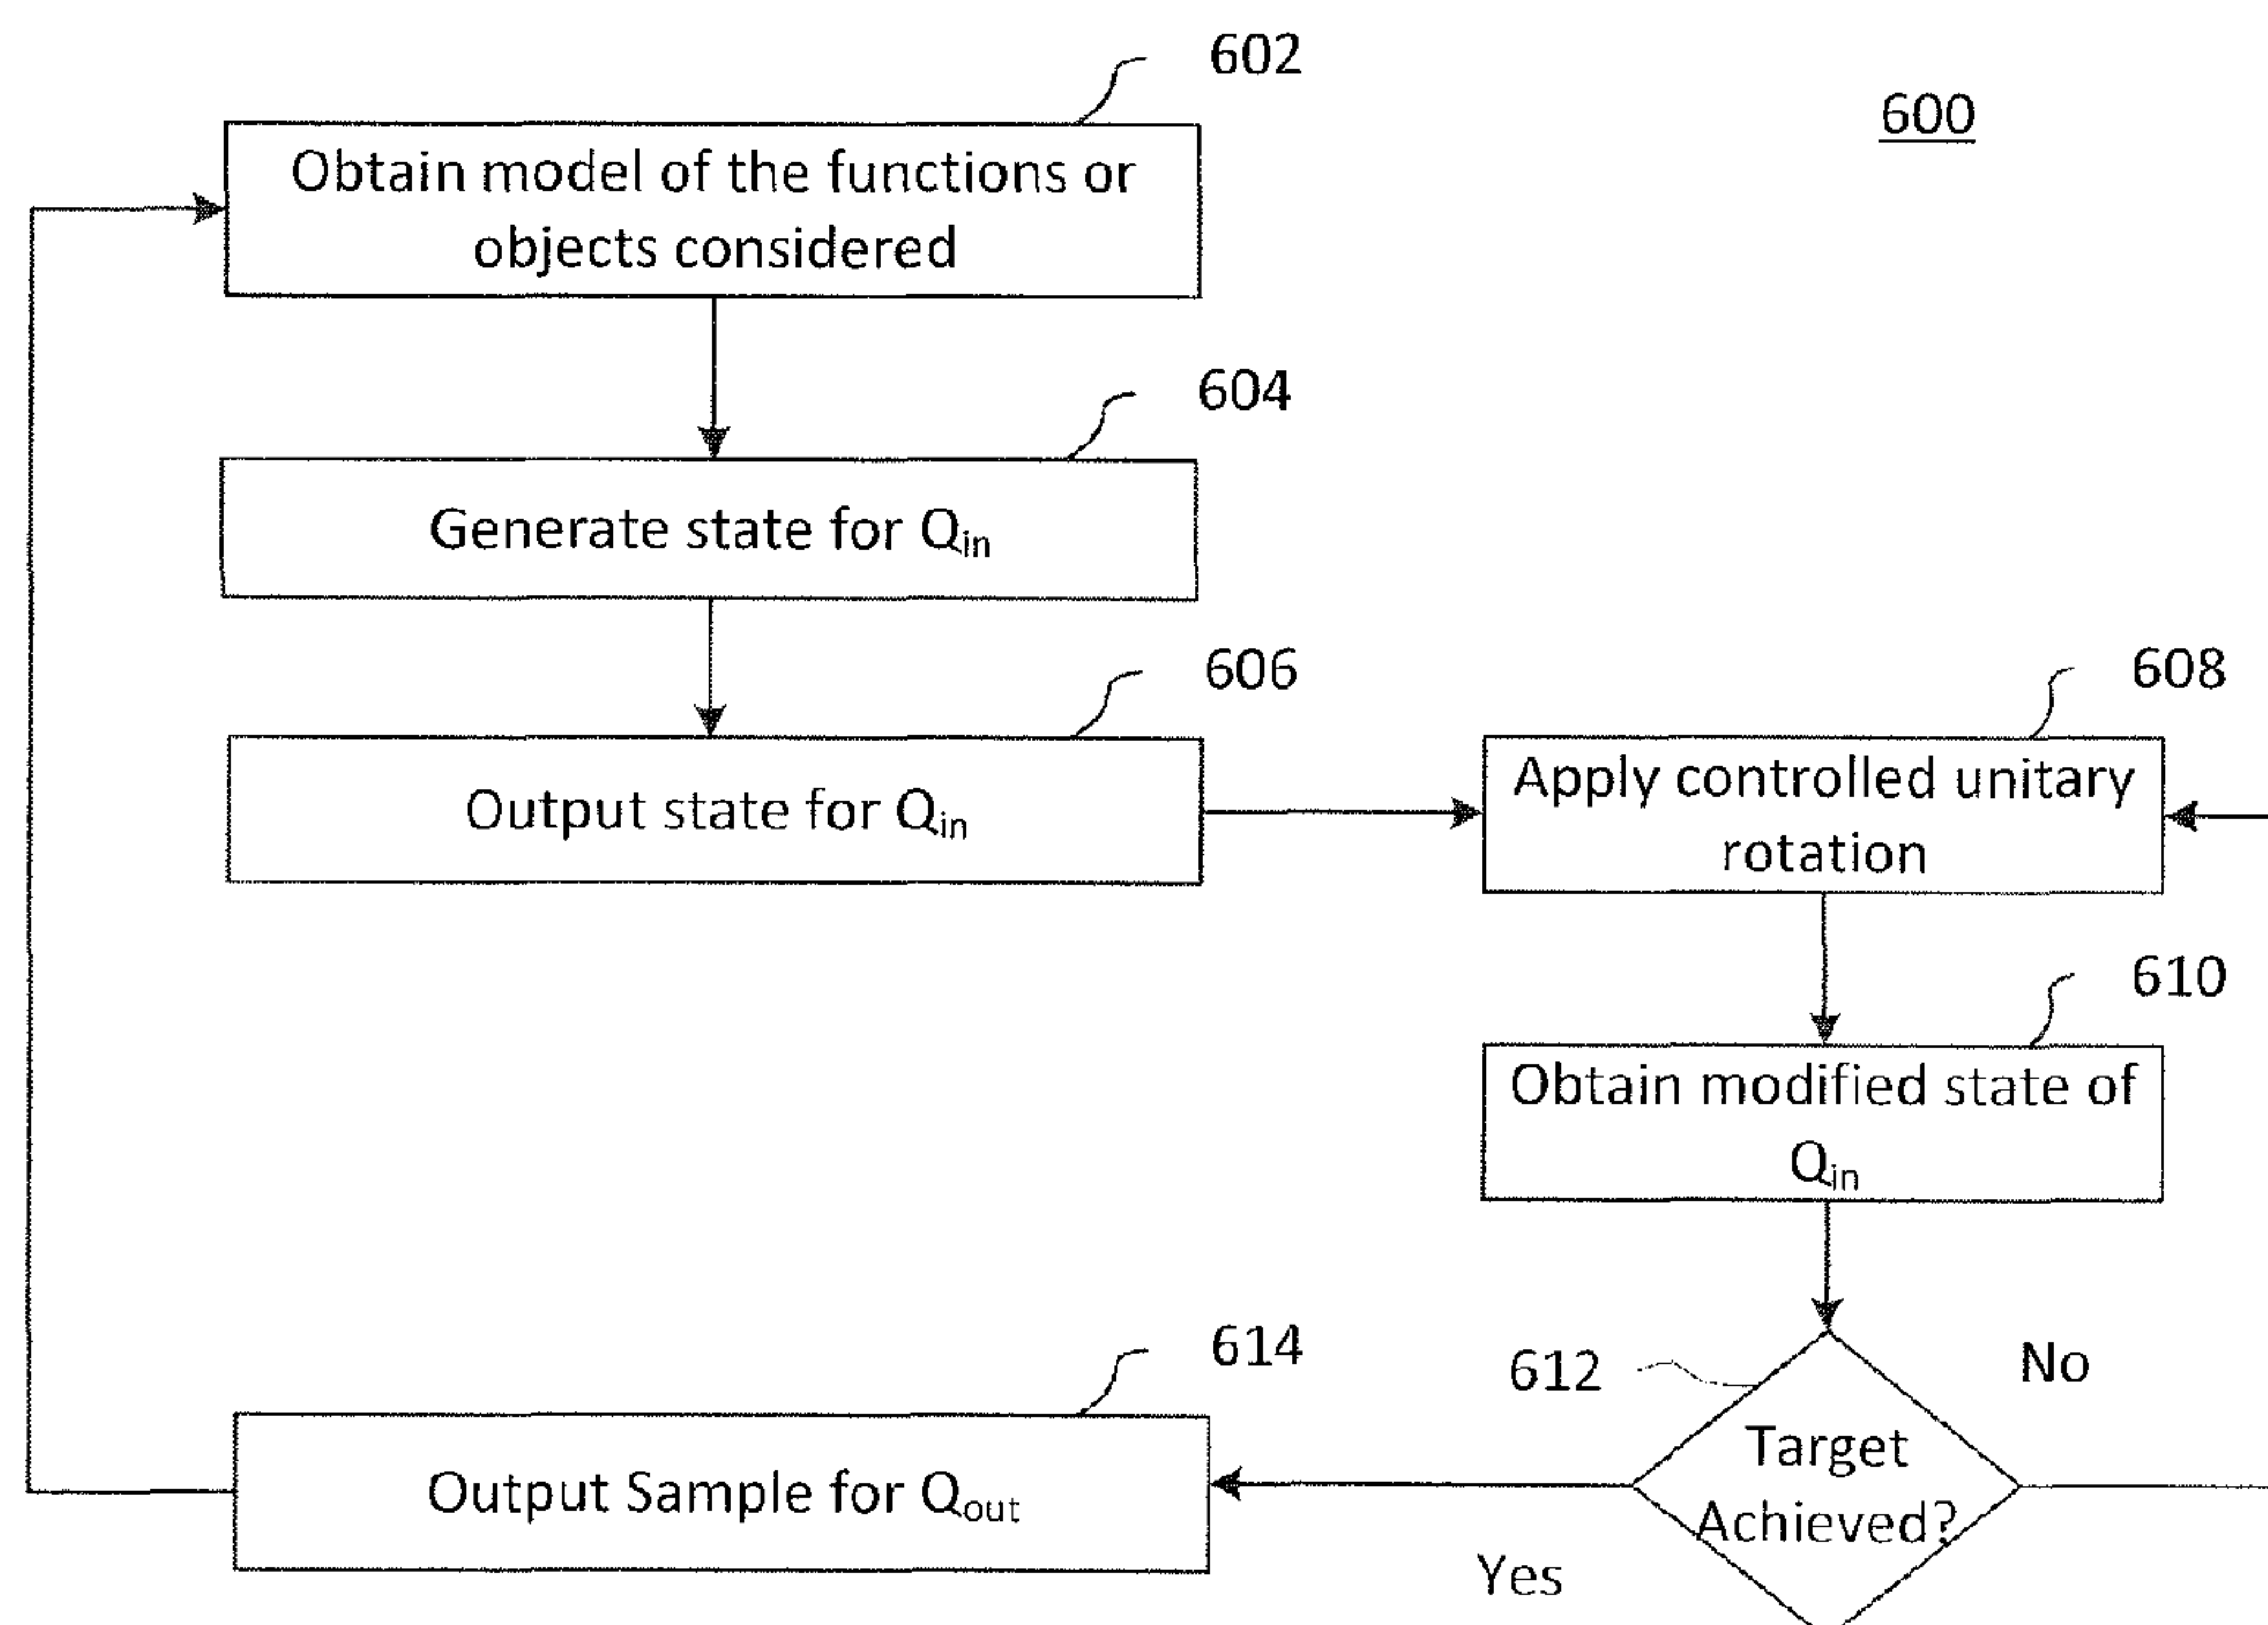 602
600
Obtain model of the functions or
objects considered
604
Generate state for Qin
606
Output state for Qin
608
Apply controlled unitary
rotation
610
Obtain modified state of
Qin
612
No
Target
Achieved?
Yes
614
Output Sample for Qout